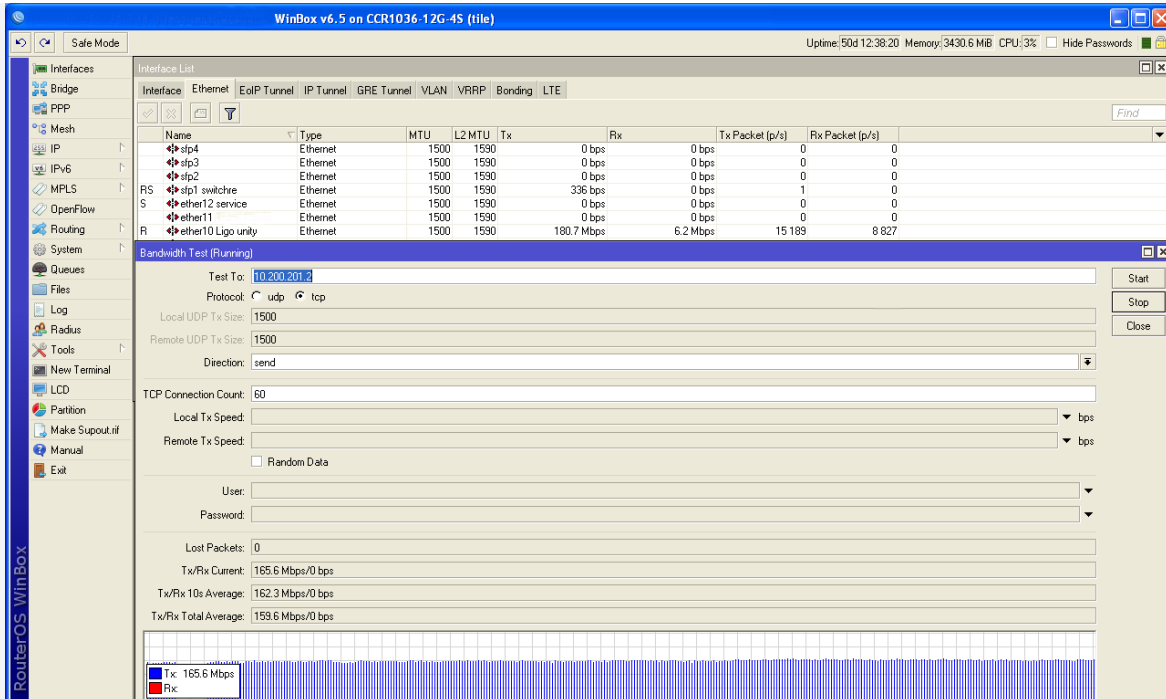 WinBox v6.5 on CCR1036-12G-4S (tile)
Safe Mode
Uptime: 50d 12:38:20 Memory: 3430.6 MiB CPU: 3% Hide Passwords
Interfaces
Bridge
PPP
Mesh
IP
IPv6
MPLS
OpenFlow
Routing
System
Queues
Files
Log
Radius
Tools
New Terminal
LCD
Partition
Make Supout.rif
Manual
Exit
RouterOS WinBox
Interface List
Interface Ethernet EoIP Tunnel IP Tunnel GRE Tunnel VLAN VRRP Bonding LTE
Find
Name Type MTU L2 MTU Tx Rx Tx Packet (p/s) Rx Packet (p/s)
sfp4 Ethernet 1500 1590 0 bps 0 bps 0 0
sfp3 Ethernet 1500 1590 0 bps 0 bps 0 0
sfp2 Ethernet 1500 1590 0 bps 0 bps 0 0
RS sfp1 switchre Ethernet 1500 1590 336 bps 0 bps 1 0
S ether12 service Ethernet 1500 1590 0 bps 0 bps 0 0
ether11 Ethernet 1500 1590 0 bps 0 bps 0 0
R ether10 Ligo unity Ethernet 1500 1590 180.7 Mbps 6.2 Mbps 15 189 8 827
Bandwidth Test (Running)
Test To: 10.200.201.2
Protocol: udp tcp
Local UDP Tx Size: 1500
Remote UDP Tx Size: 1500
Direction: send
TCP Connection Count: 60
Local Tx Speed: bps
Remote Tx Speed: bps
Random Data
User:
Password:
Lost Packets: 0
Tx/Rx Current: 165.6 Mbps/0 bps
Tx/Rx 10s Average: 162.3 Mbps/0 bps
Tx/Rx Total Average: 159.6 Mbps/0 bps
Tx: 165.6 Mbps
Rx:
Start
Stop
Close